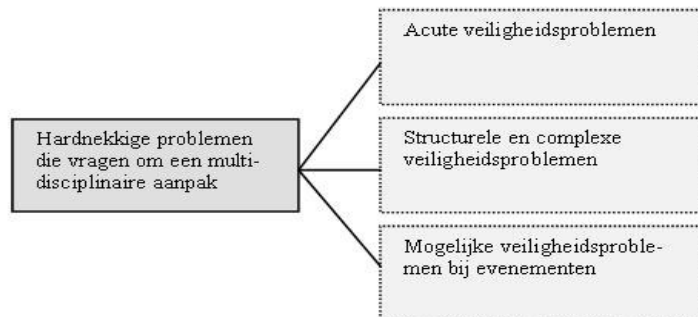 Hardnekkige problemen
die vragen om een multi-
disciplinaire aanpak
Acute veiligheidsproblemen
Structurele en complexe
veiligheidsproblemen
Mogelijke veiligheidsproble-
men bij evenementen